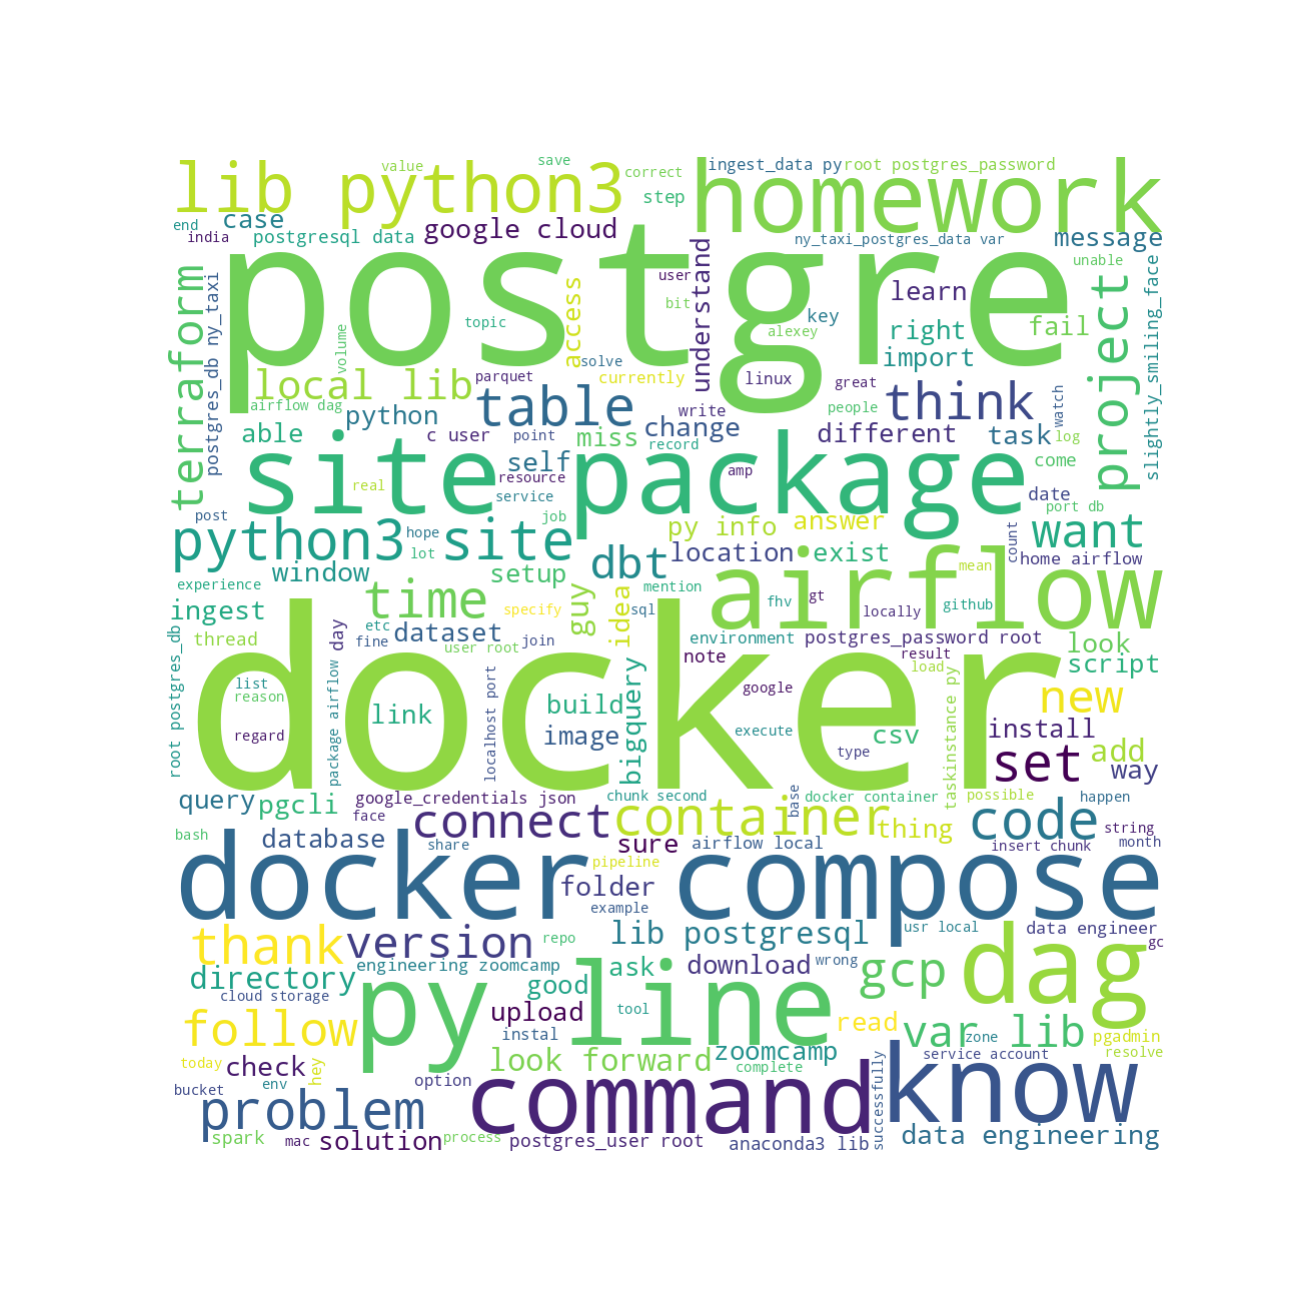 value
save
correct
ingest_data py
root postgres_password
lib python3
homework
step
end
case
india
postgresql data
google cloud
ny_taxi_postgres_data var
message
postgre
unable
user
understand
learn
project
slightly_smiling_face
terraform
postgres_db ny_taxi
access
bit
key
topic
alexey
right
fail
volume
solve
import
local lib
parquet
currently
linux
great
think
airflow dag
python
table
write
people
watch
able
c user
point
miss
change
record
different
task
log
site package
self
resource
real
service
amp
come
date
port db
post
job
py info
answer
count
want
python3 site
hope
lot
dbt
location
exist
home airflow
window
setup
mention
airflow
mean
experience
time
specify
guy
idea
sql
fhv
gt
locally
github
ingest
etc
dataset
thread
day
fine
user root
join
environment
postgres_password root
look
note
result
load
script
root postgres_db
docker
list
reason
package airflow
localhost port
bigquery
google
taskinstance py
new
link
build
regard
image
execute
type
csv
install
set
add
way
query
pgcli
google_credentials json
face
chunk second
base
docker container
possible
happen
connect
container
thing
code
string
month
bash
database
share
sure
airflow local
insert chunk
pipeline
docker compose
folder
example
thank
version
repo
lib postgresql
usr local
data engineer
gc
dag
directory
engineering zoomcamp
ask
download
wrong
gcp
cloud storage
good
py line
upload
tool
follow
instal
read
var lib
zone
pgadmin
resolve
today
check
hey
look forward
zoomcamp
complete
successfully
service account
bucket
env
option
command
know
problem
spark
mac
solution
process
postgres_user root
anaconda3 lib
data engineering